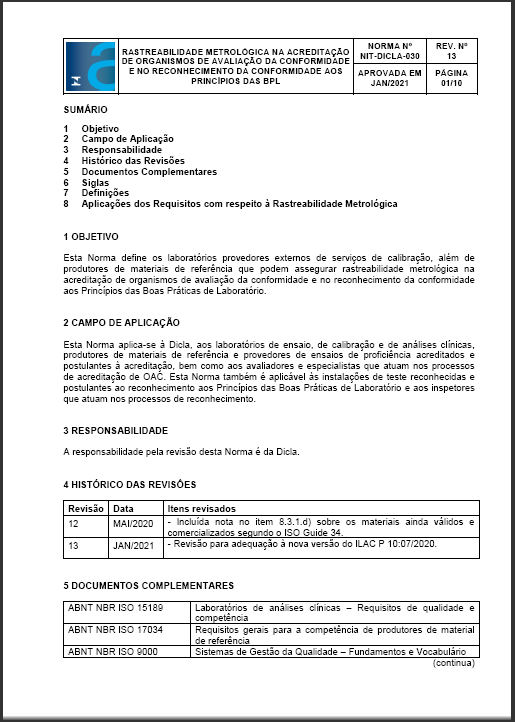 RASTREABILIDADE METROLÓGICA NA ACREDITAÇÃO
DE ORGANISMOS DE AVALIAÇÃO DA CONFORMIDADE
E NO RECONHECIMENTO DA CONFORMIDADE AOS
PRINCÍPIOS DAS BPL
NORMA Nº
NIT-DICLA-030
REV. Nº
13
APROVADA EM
JAN/2021
PÁGINA
01/10
SUMÁRIO
1 Objetivo
2 Campo de Aplicação
3 Responsabilidade
4 Histórico das Revisões
5 Documentos Complementares
6 Siglas
7 Definições
8 Aplicações dos Requisitos com respeito à Rastreabilidade Metrológica
1 OBJETIVO
Esta Norma define os laboratórios provedores externos de serviços de calibração, além de
produtores de materiais de referência que podem assegurar rastreabilidade metrológica na
acreditação de organismos de avaliação da conformidade e no reconhecimento da conformidade
aos Princípios das Boas Práticas de Laboratório.
2 CAMPO DE APLICAÇÃO
Esta Norma aplica-se à Dicla, aos laboratórios de ensaio, de calibração e de análises clínicas,
produtores de materiais de referência e provedores de ensaios de proficiência acreditados e
postulantes à acreditação, bem como aos avaliadores e especialistas que atuam nos processos
de acreditação de OAC. Esta Norma também é aplicável às instalações de teste reconhecidas e
postulantes ao reconhecimento aos Princípios das Boas Práticas de Laboratório e aos inspetores
que atuam nos processos de reconhecimento.
3 RESPONSABILIDADE
A responsabilidade pela revisão desta Norma é da Dicla.
4 HISTÓRICO DAS REVISÕES
Revisão Data Itens revisados
12 MAI/2020 - Incluída nota no item 8.3.1.d) sobre os materiais ainda válidos e
comercializados segundo o ISO Guide 34.
13 JAN/2021 - Revisão para adequação à nova versão do ILAC P 10:07/2020.
5 DOCUMENTOS COMPLEMENTARES
ABNT NBR ISO 15189 Laboratórios de análises clínicas – Requisitos de qualidade e
competência
ABNT NBR ISO 17034 Requisitos gerais para a competência de produtores de material
de referência
ABNT NBR ISO 9000 Sistemas de Gestão da Qualidade – Fundamentos e Vocabulário
(continua)